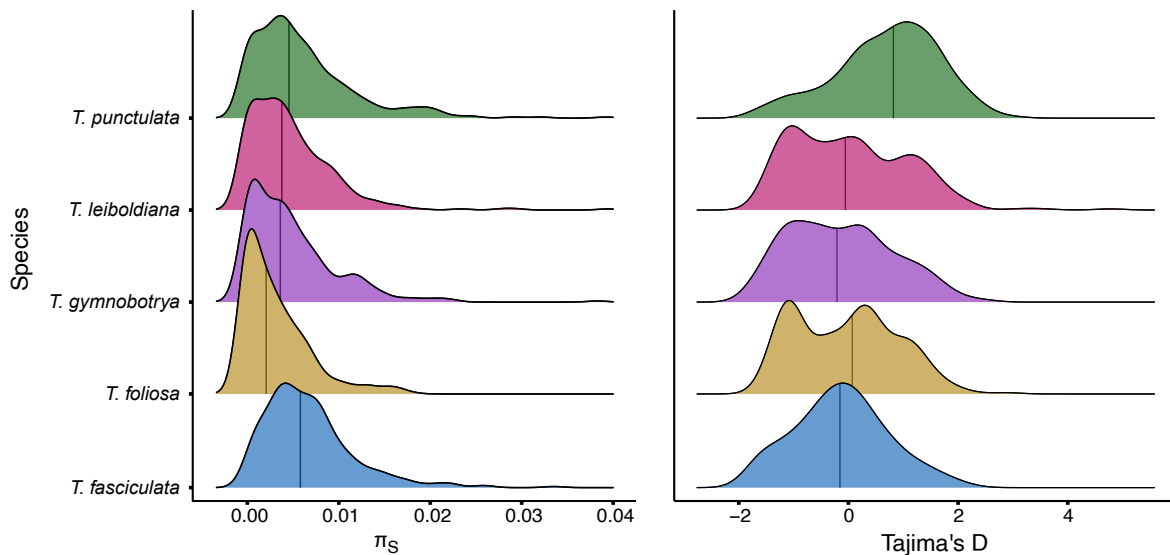 Species
T. punctulata
T. leiboldiana
T. gymnobotrya
T. foliosa
T. fasciculata
0.00 0.01 0.02 0.03 0.04
πS
−2 0 2 4
Tajima's D